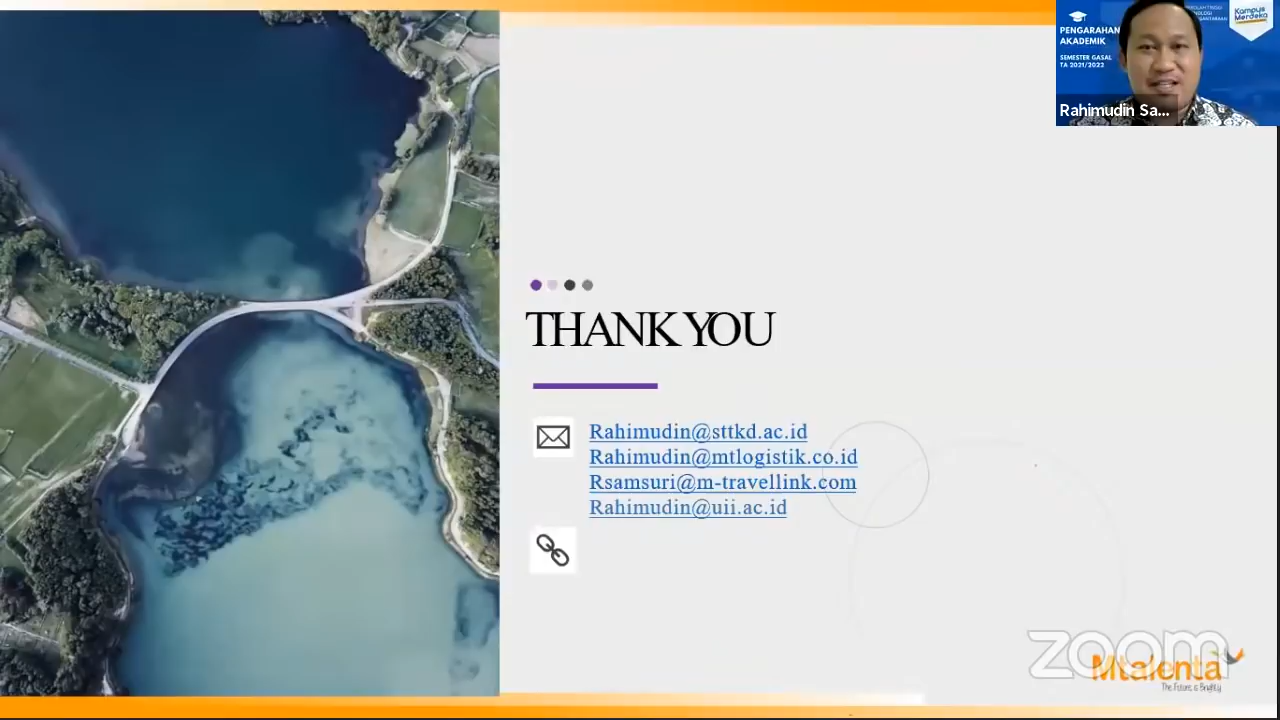 PENGARAHAN
AKADEMIK
SEMESTER GASAL
TA 2021/2022
Kampus
Merdeka
Rahimudin Sa...
THANK YOU
Rahimudin@sttkd.ac.id
Rahimudin@mtlogistik.co.id
Rsamsuri@m-travellink.com
Rahimudin@uii.ac.id
zoom
Mtalenta
The Future is Brightly